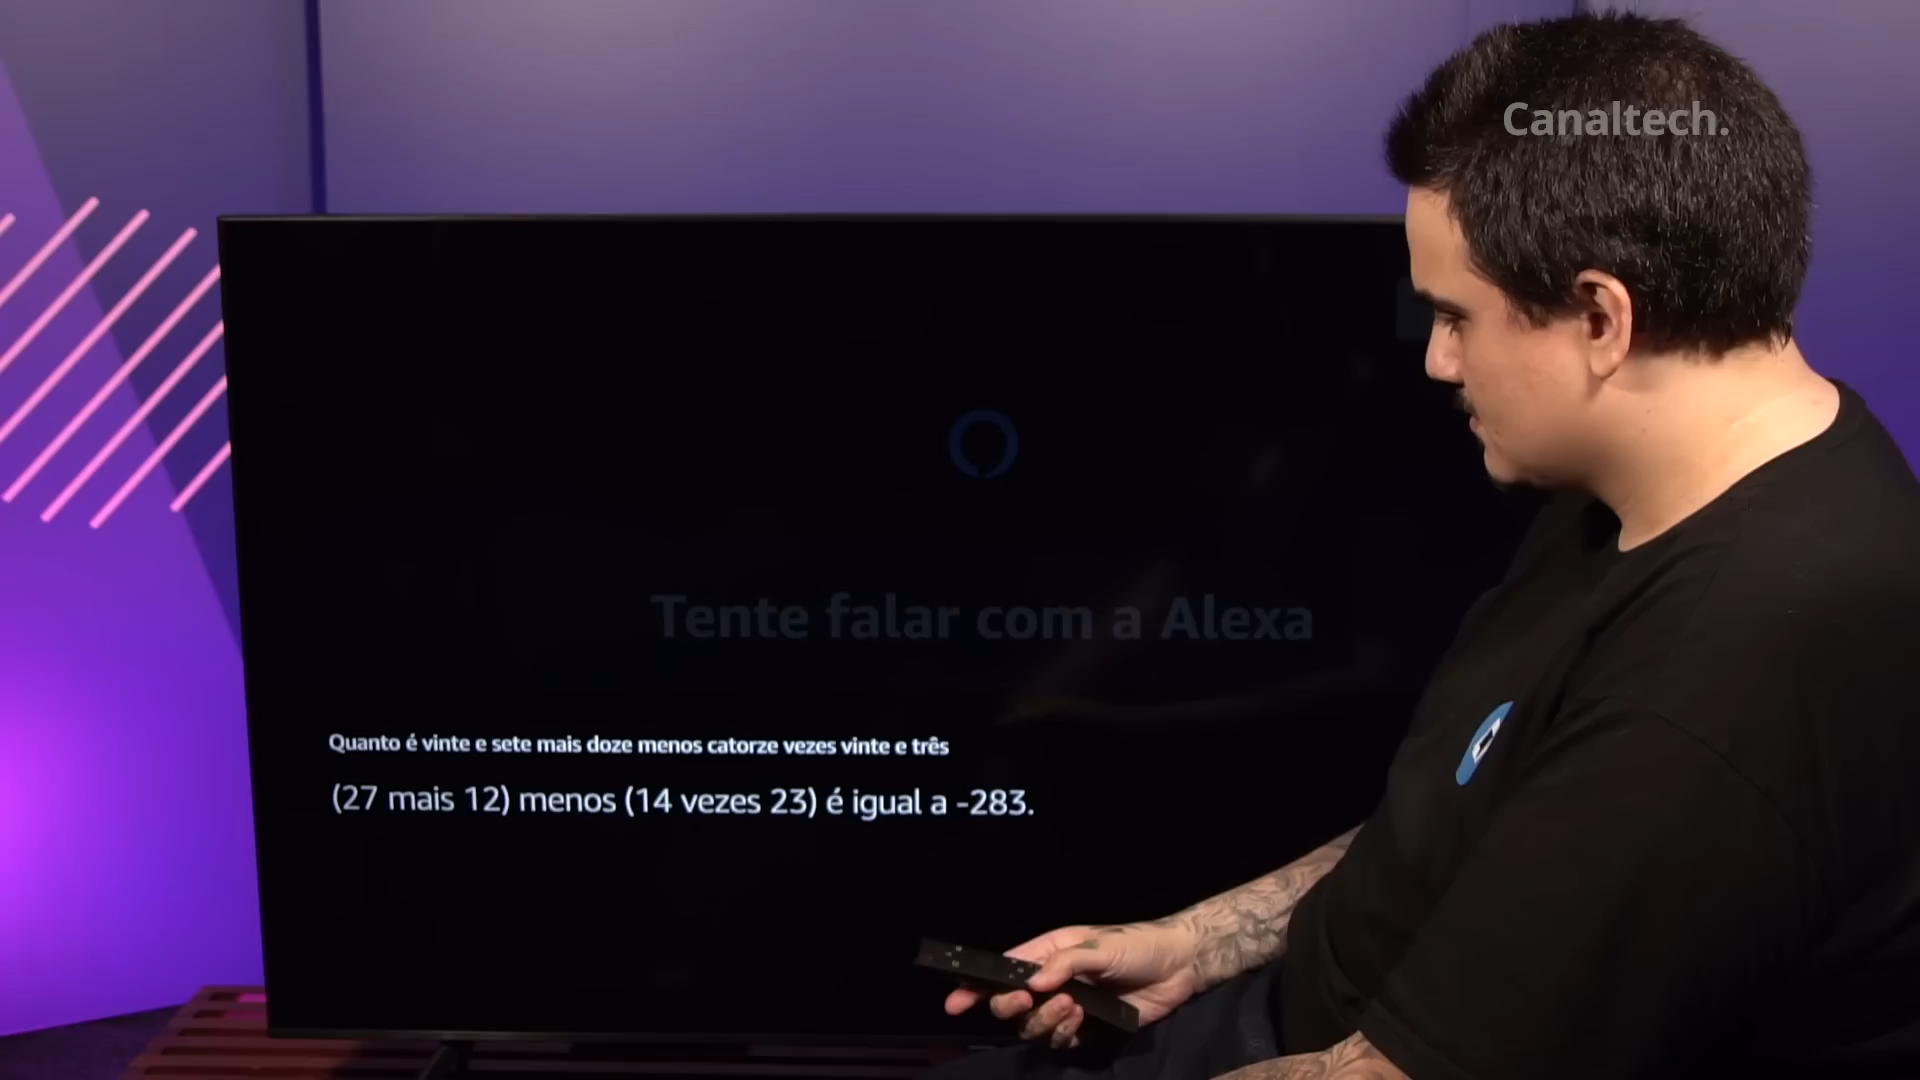 Canaltech.
Tente falar com a Alexa
Quanto é vinte e sete mais doze menos catorze vezes vinte e três
(27 mais 12) menos (14 vezes 23) é igual a -283.